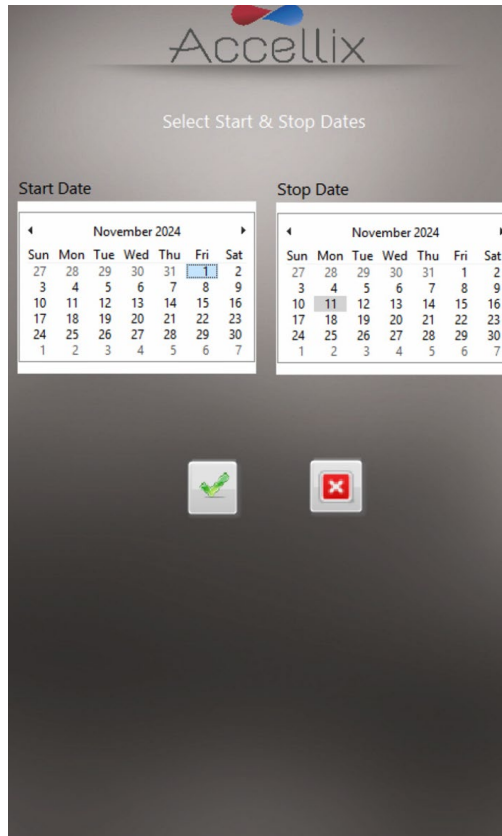 Accellix
Select Start & Stop Dates
Start Date
November 2024
Sun Mon Tue Wed Thu Fri Sat
27 28 29 30 31 1 2
3 4 5 6 7 8 9
10 11 12 13 14 15 16
17 18 19 20 21 22 23
24 25 26 27 28 29 30
1 2 3 4 5 6 7
Stop Date
November 2024
Sun Mon Tue Wed Thu Fri Sat
27 28 29 30 31 1 2
3 4 5 6 7 8 9
10 11 12 13 14 15 16
17 18 19 20 21 22 23
24 25 26 27 28 29 30
1 2 3 4 5 6 7